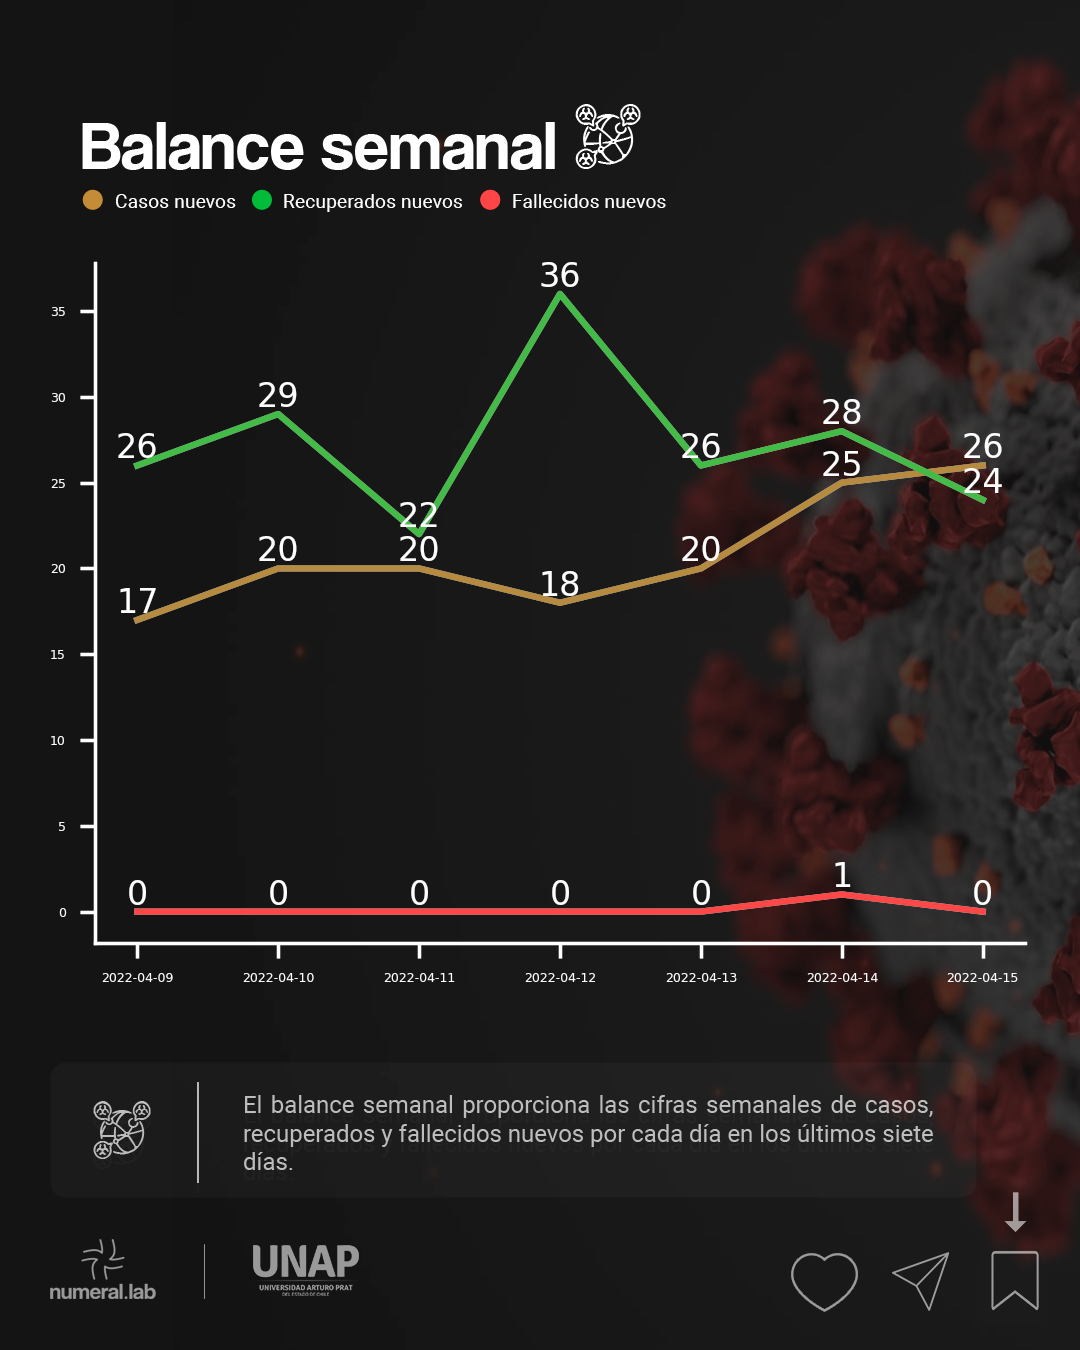 Balance semanal
Casos nuevos Recuperados nuevos Fallecidos nuevos
36
35
30
29
28
26 26 26
25
25
24
22
20 20 20
20
18
17
15
10
5
1
0 0 0 0 0 0
0
2022-04-09 2022-04-10 2022-04-11 2022-04-12 2022-04-13 2022-04-14 2022-04-15
El balance semanal proporciona las cifras semanales de casos,
recuperados y fallecidos nuevos por cada día en los últimos siete
días.
numeral.lab
UNAP
UNIVERSIDAD ARTURO PRAT
DEL ESTADO DE CHILE